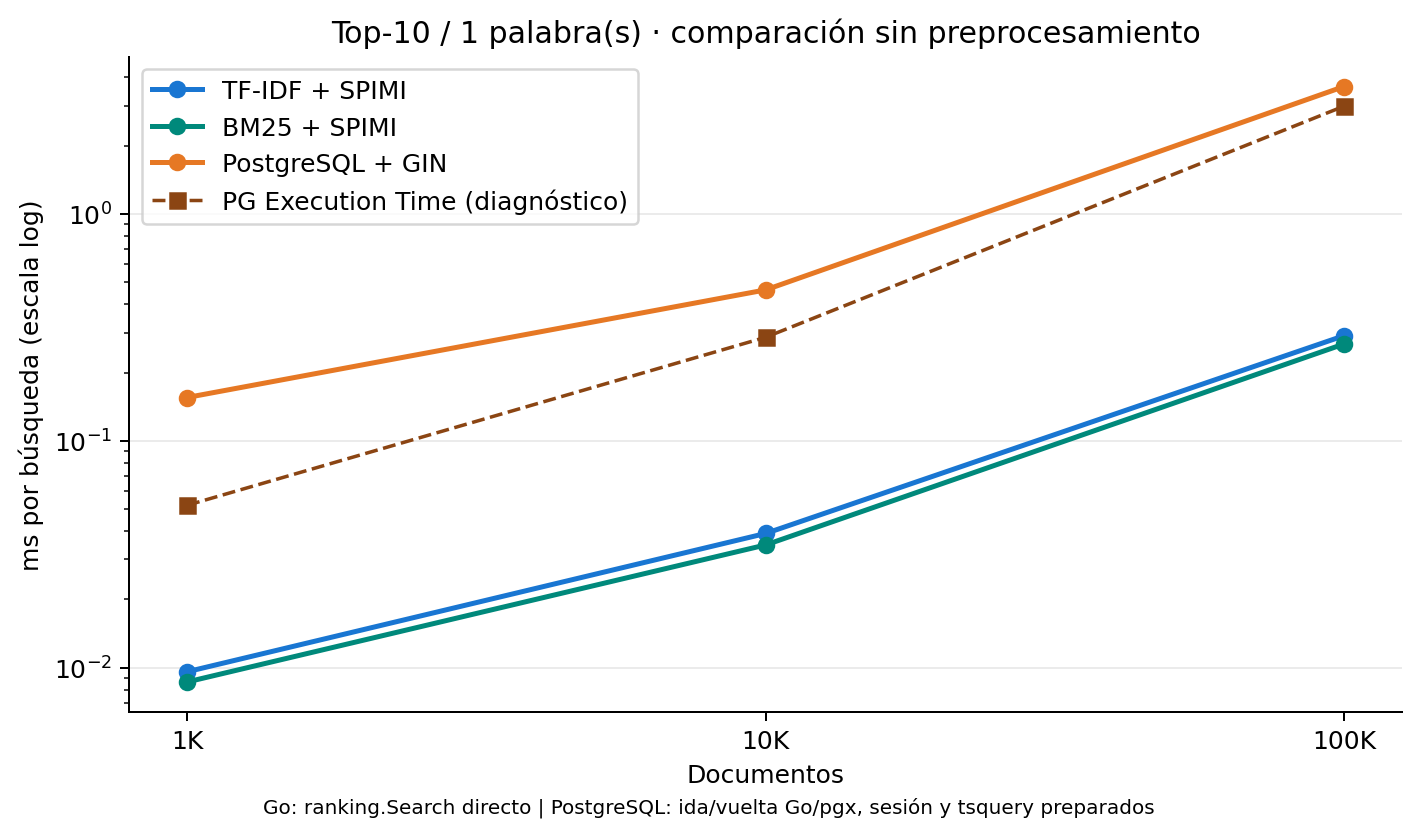 Top-10 / 1 palabra(s) · comparación sin preprocesamiento
TF-IDF + SPIMI
BM25 + SPIMI
PostgreSQL + GIN
PG Execution Time (diagnóstico)
ms por búsqueda (escala log)
10⁰
10⁻¹
10⁻²
1K
10K
100K
Documentos
Go: ranking.Search directo | PostgreSQL: ida/vuelta Go/pgx, sesión y tsquery preparados